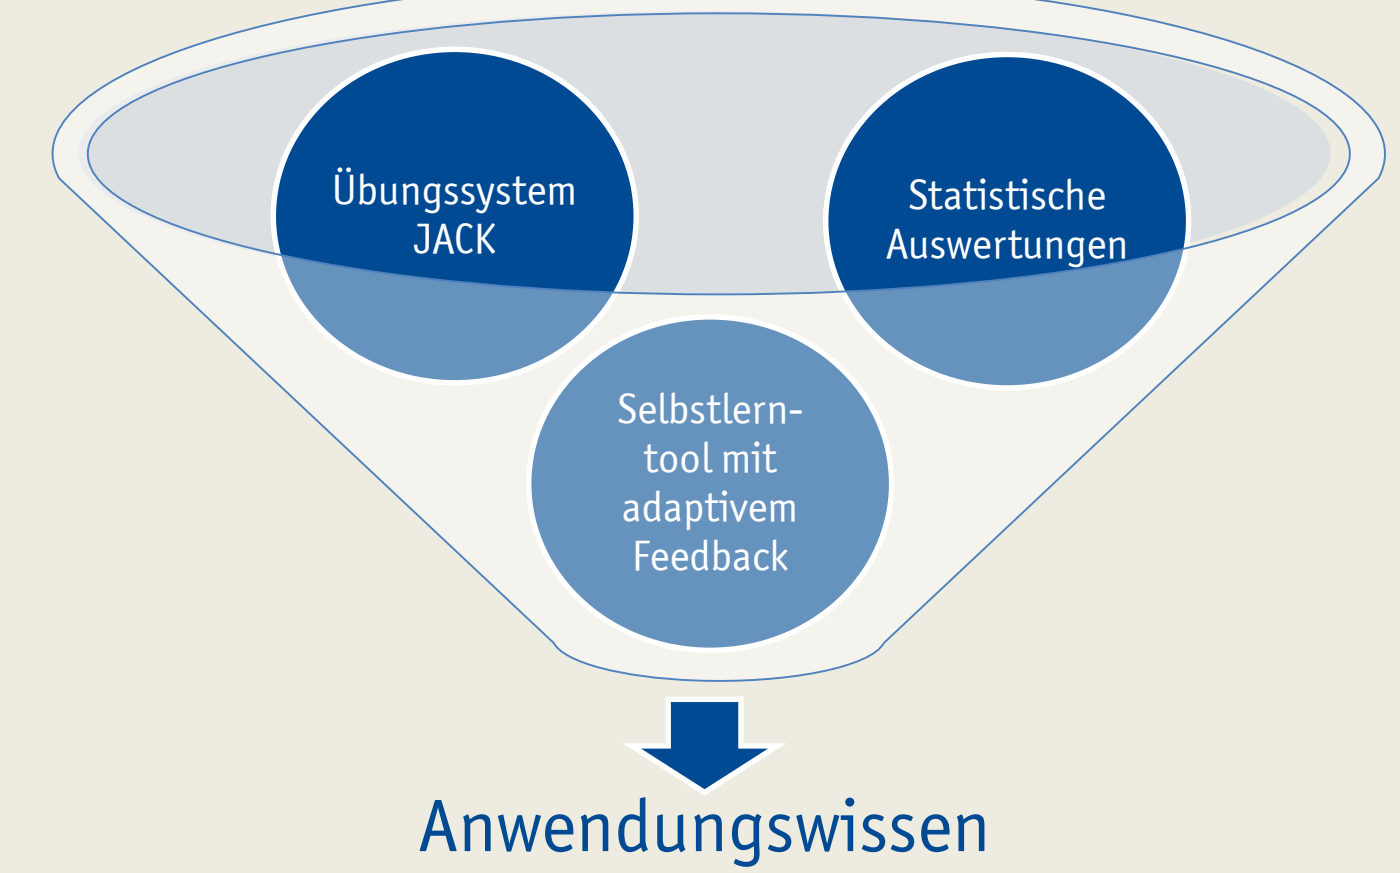 Übungssystem
JACK
Statistische
Auswertungen
Selbstlern-
tool mit
adaptivem
Feedback
Anwendungswissen